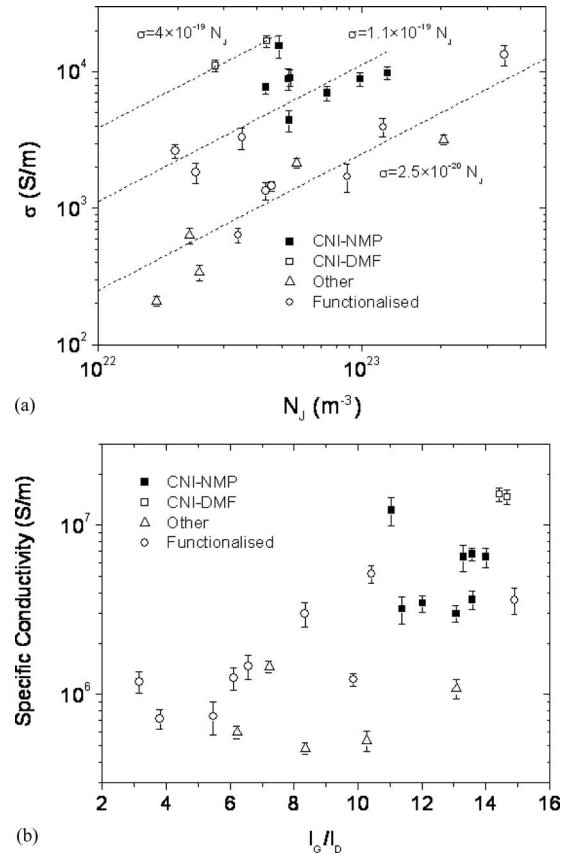 (a)
σ=4×10⁻¹⁹ N_J
σ=1.1×10⁻¹⁹ N_J
σ=2.5×10⁻²⁰ N_J
10⁴
10³
10²
σ (S/m)
CNI-NMP
CNI-DMF
Other
Functionalised
10²²
10²³
N_J (m⁻³)
(b)
CNI-NMP
CNI-DMF
Other
Functionalised
10⁷
10⁶
Specific Conductivity (S/m)
2 4 6 8 10 12 14 16
I_G/I_D